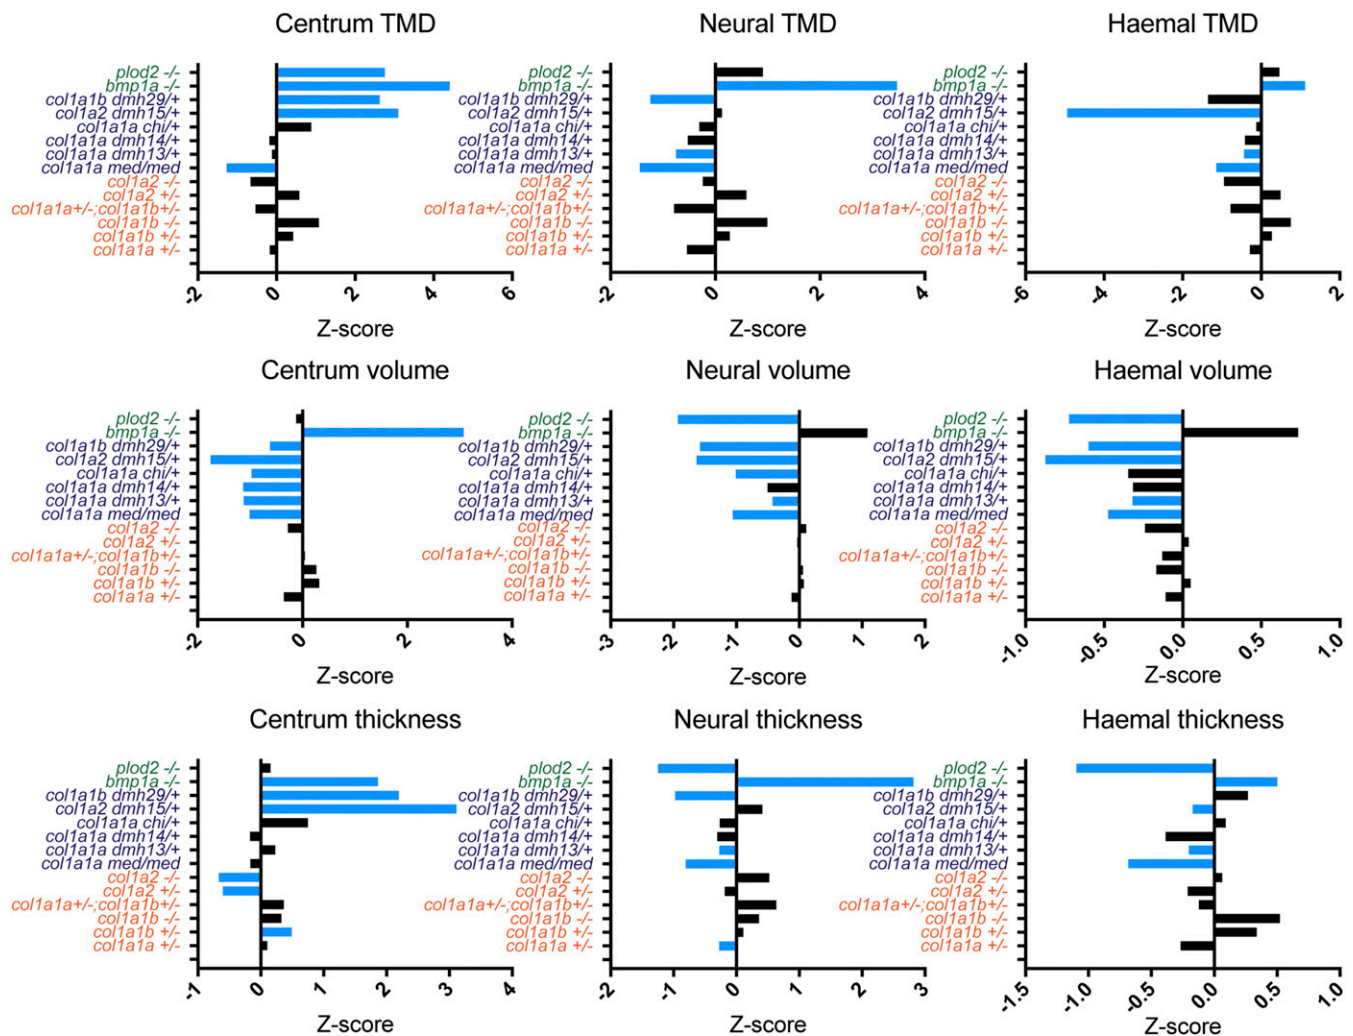 Centrum TMD
plod2 -/-
bmp1a -/-
col1a1b dmh29/+
col1a2 dmh15/+
col1a1a chi/+
col1a1a dmh14/+
col1a1a dmh13/+
col1a1a med/med
col1a2 -/-
col1a2 +/-
col1a1a+/-;col1a1b+/-
col1a1b -/-
col1a1b +/-
col1a1a +/-
-2 0 2 4 6
Z-score
Neural TMD
plod2 -/-
bmp1a -/-
col1a1b dmh29/+
col1a2 dmh15/+
col1a1a chi/+
col1a1a dmh14/+
col1a1a dmh13/+
col1a1a med/med
col1a2 -/-
col1a2 +/-
col1a1a+/-;col1a1b+/-
col1a1b -/-
col1a1b +/-
col1a1a +/-
-2 0 2 4
Z-score
Haemal TMD
plod2 -/-
bmp1a -/-
col1a1b dmh29/+
col1a2 dmh15/+
col1a1a chi/+
col1a1a dmh14/+
col1a1a dmh13/+
col1a1a med/med
col1a2 -/-
col1a2 +/-
col1a1a+/-;col1a1b+/-
col1a1b -/-
col1a1b +/-
col1a1a +/-
-6 -4 -2 0 2
Z-score
Centrum volume
plod2 -/-
bmp1a -/-
col1a1b dmh29/+
col1a2 dmh15/+
col1a1a chi/+
col1a1a dmh14/+
col1a1a dmh13/+
col1a1a med/med
col1a2 -/-
col1a2 +/-
col1a1a+/-;col1a1b+/-
col1a1b -/-
col1a1b +/-
col1a1a +/-
-2 0 2 4
Z-score
Neural volume
plod2 -/-
bmp1a -/-
col1a1b dmh29/+
col1a2 dmh15/+
col1a1a chi/+
col1a1a dmh14/+
col1a1a dmh13/+
col1a1a med/med
col1a2 -/-
col1a2 +/-
col1a1a+/-;col1a1b+/-
col1a1b -/-
col1a1b +/-
col1a1a +/-
-3 -2 -1 0 1 2
Z-score
Haemal volume
plod2 -/-
bmp1a -/-
col1a1b dmh29/+
col1a2 dmh15/+
col1a1a chi/+
col1a1a dmh14/+
col1a1a dmh13/+
col1a1a med/med
col1a2 -/-
col1a2 +/-
col1a1a+/-;col1a1b+/-
col1a1b -/-
col1a1b +/-
col1a1a +/-
-1.0 -0.5 0.0 0.5 1.0
Z-score
Centrum thickness
plod2 -/-
bmp1a -/-
col1a1b dmh29/+
col1a2 dmh15/+
col1a1a chi/+
col1a1a dmh14/+
col1a1a dmh13/+
col1a1a med/med
col1a2 -/-
col1a2 +/-
col1a1a+/-;col1a1b+/-
col1a1b -/-
col1a1b +/-
col1a1a +/-
-1 0 1 2 3 4
Z-score
Neural thickness
plod2 -/-
bmp1a -/-
col1a1b dmh29/+
col1a2 dmh15/+
col1a1a chi/+
col1a1a dmh14/+
col1a1a dmh13/+
col1a1a med/med
col1a2 -/-
col1a2 +/-
col1a1a+/-;col1a1b+/-
col1a1b -/-
col1a1b +/-
col1a1a +/-
-2 -1 0 1 2 3
Z-score
Haemal thickness
plod2 -/-
bmp1a -/-
col1a1b dmh29/+
col1a2 dmh15/+
col1a1a chi/+
col1a1a dmh14/+
col1a1a dmh13/+
col1a1a med/med
col1a2 -/-
col1a2 +/-
col1a1a+/-;col1a1b+/-
col1a1b -/-
col1a1b +/-
col1a1a +/-
-1.5 -1.0 -0.5 0.0 0.5 1.0
Z-score